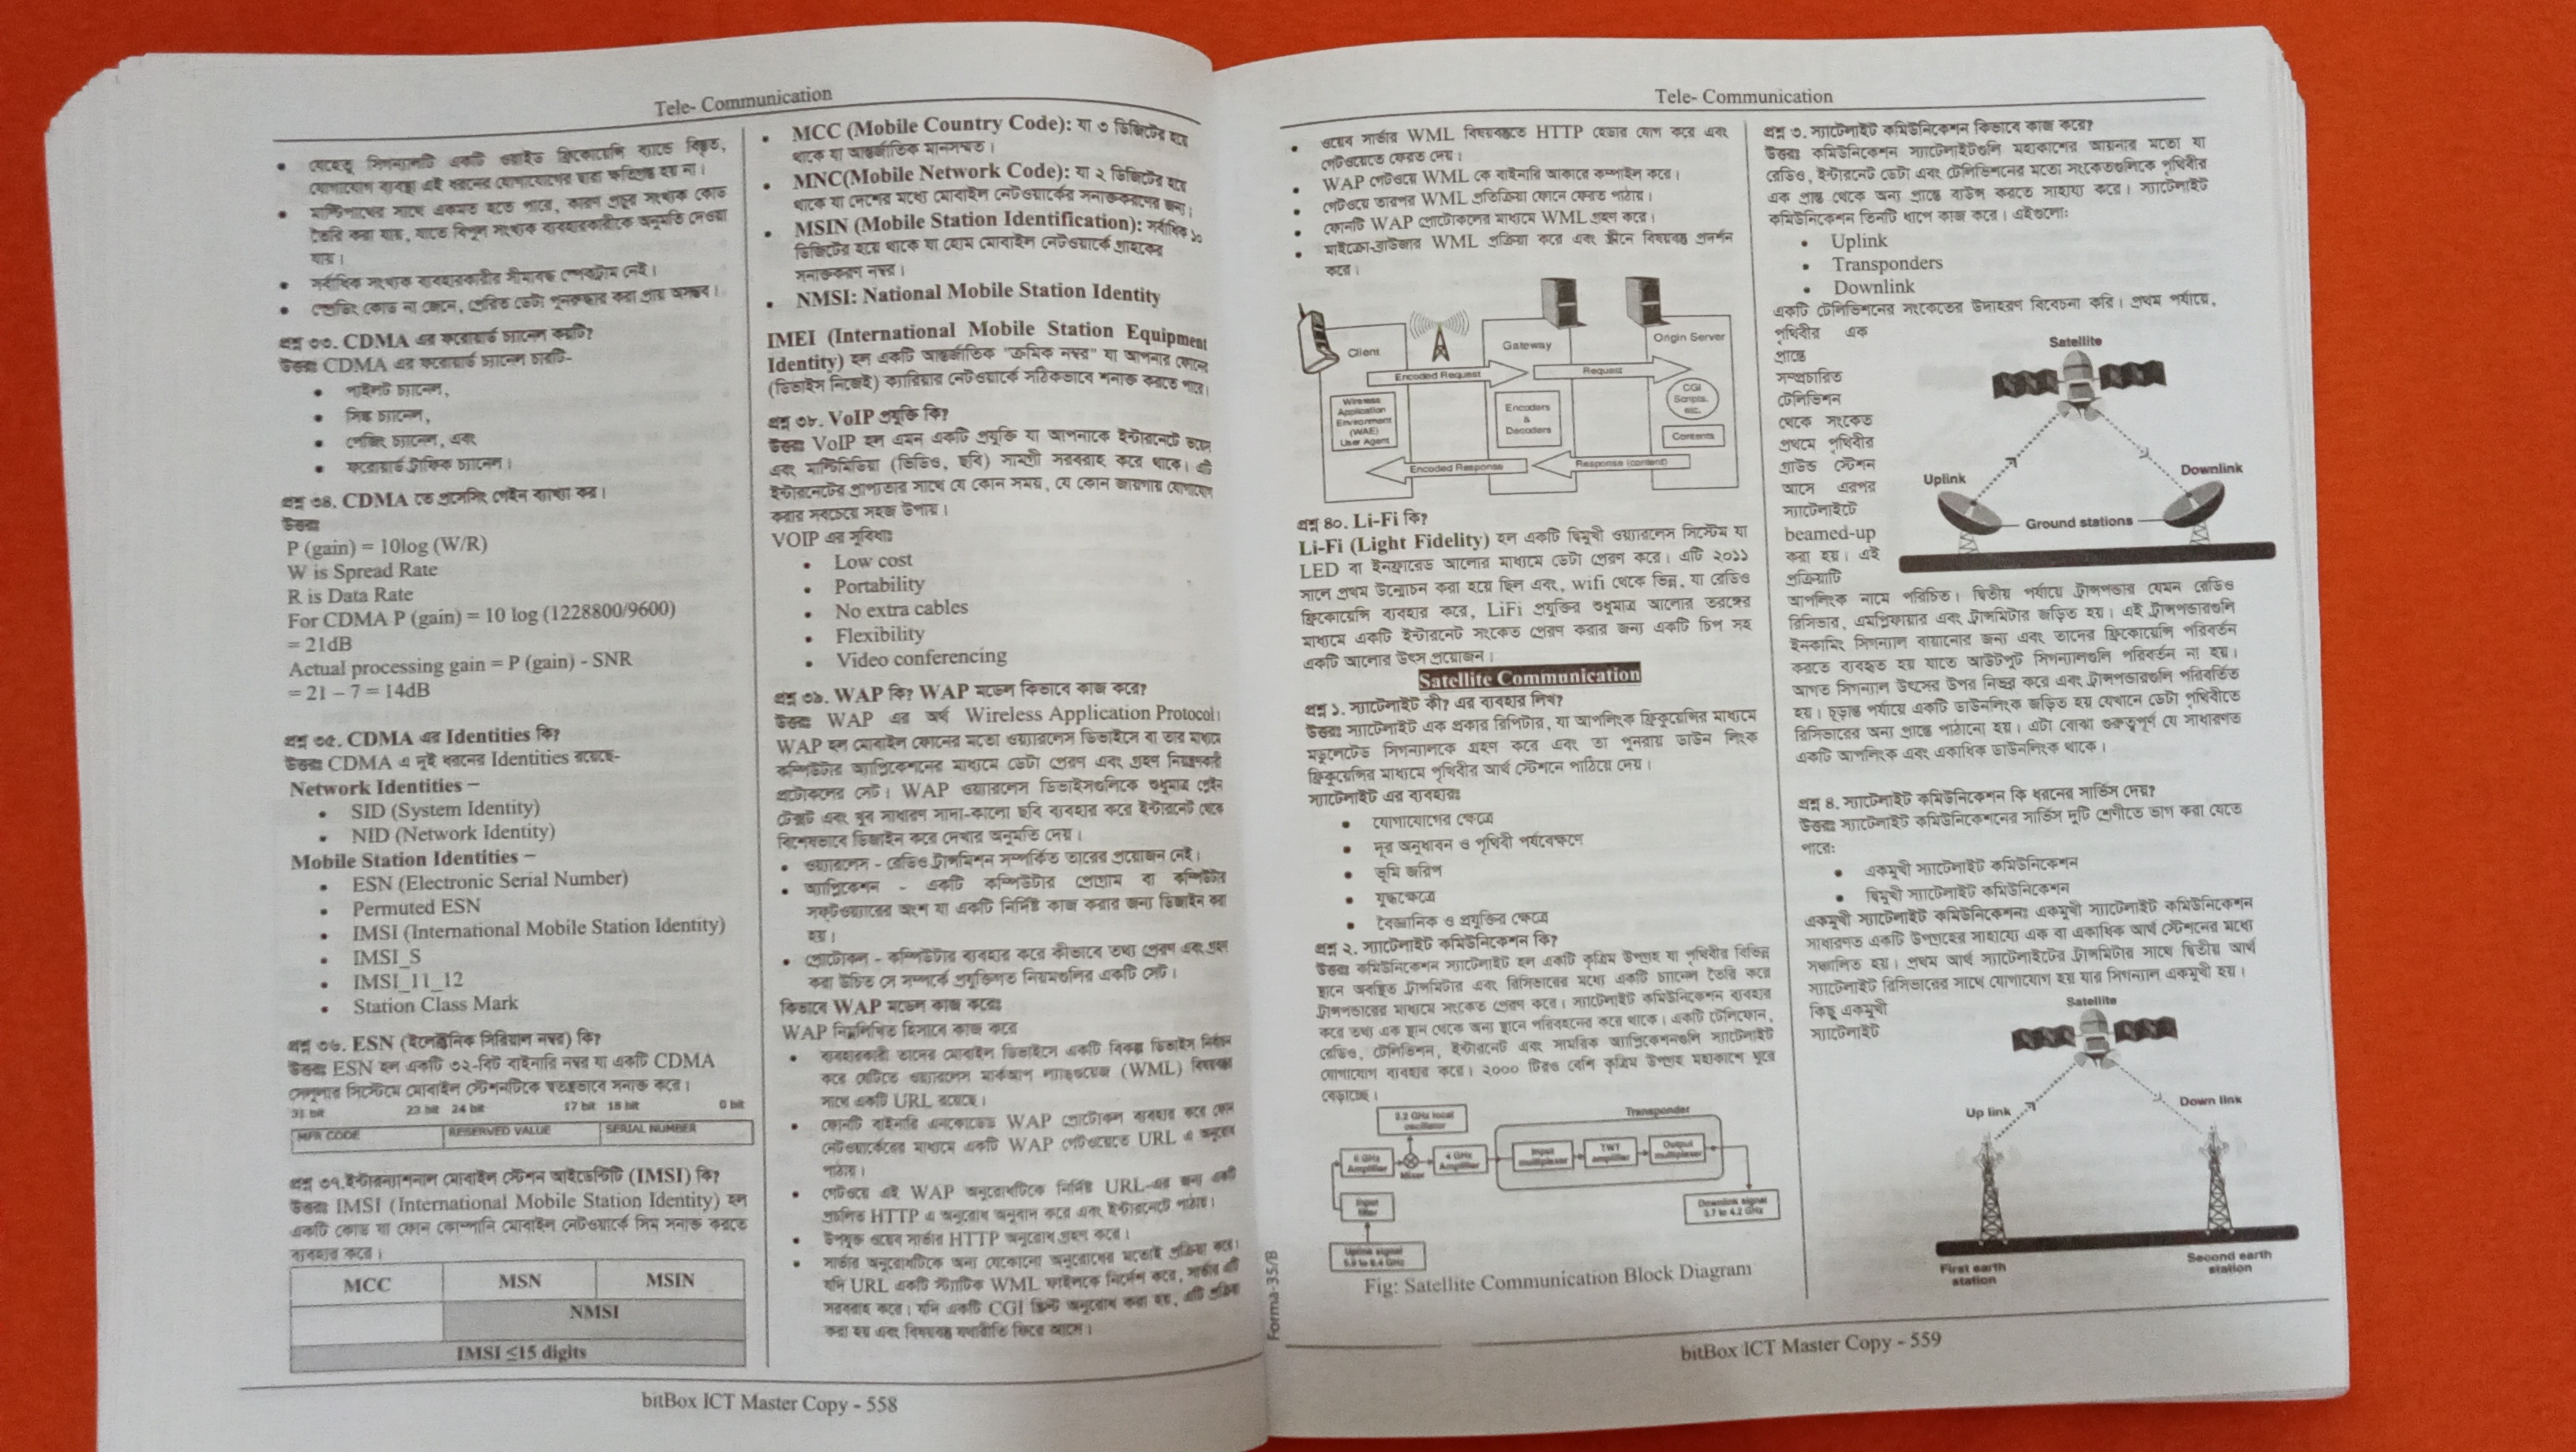 Tele- Communication
• যেহেতু সিগন্যালটি একটি ওয়াইড ফ্রিকোয়েন্সি ব্যান্ডে বিস্তৃত,
যোগাযোগ ব্যবস্থা এই ধরনের যোগাযোগের দ্বারা ক্ষতিগ্রস্ত হয় না।
• মাল্টিপাথের সাথে একমত হতে পারে, কারণ প্রচুর সংখ্যক কোড
তৈরি করা যায়, যাতে বিপুল সংখ্যক ব্যবহারকারীকে অনুমতি দেওয়া
যায়।
• সর্বাধিক সংখ্যক ব্যবহারকারীর সীমাবদ্ধ স্পেকট্রাম নেই।
• স্প্রেডিং কোড না জেনে, প্রেরিত ডেটা পুনরুদ্ধার করা প্রায় অসম্ভব।
প্রশ্ন ৩৩. CDMA এর ফরোয়ার্ড চ্যানেল কয়টি?
উত্তরঃ CDMA এর ফরোয়ার্ড চ্যানেল চারটি-
• পাইলট চ্যানেল,
• সিঙ্ক চ্যানেল,
• পেজিং চ্যানেল, এবং
• ফরোয়ার্ড ট্রাফিক চ্যানেল।
প্রশ্ন ৩৪. CDMA তে প্রসেসিং গেইন ব্যাখ্যা কর।
উত্তরঃ
P (gain) = 10log (W/R)
W is Spread Rate
R is Data Rate
For CDMA P (gain) = 10 log (1228800/9600)
= 21dB
Actual processing gain = P (gain) - SNR
= 21 – 7 = 14dB
প্রশ্ন ৩৫. CDMA এর Identities কি?
উত্তরঃ CDMA এ দুই ধরনের Identities রয়েছে-
Network Identities –
• SID (System Identity)
• NID (Network Identity)
Mobile Station Identities –
• ESN (Electronic Serial Number)
• Permuted ESN
• IMSI (International Mobile Station Identity)
• IMSI_S
• IMSI_11_12
• Station Class Mark
প্রশ্ন ৩৬. ESN (ইলেক্ট্রনিক সিরিয়াল নম্বর) কি?
উত্তরঃ ESN হল একটি ৩২-বিট বাইনারি নম্বর যা একটি CDMA
সেলুলার সিস্টেমে মোবাইল স্টেশনটিকে স্বতন্ত্রভাবে সনাক্ত করে।
31 bit 23 bit 24 bit 17 bit 18 bit 0 bit
MFR CODE RESERVED VALUE SERIAL NUMBER
প্রশ্ন ৩৭.ইন্টারন্যাশনাল মোবাইল স্টেশন আইডেন্টিটি (IMSI) কি?
উত্তরঃ IMSI (International Mobile Station Identity) হল
একটি কোড যা ফোন কোম্পানি মোবাইল নেটওয়ার্কে সিম সনাক্ত করতে
ব্যবহার করে।
MCC MSN MSIN
NMSI
IMSI ≤15 digits
• MCC (Mobile Country Code): যা ৩ ডিজিটের হয়ে
থাকে যা আন্তর্জাতিক মানসম্মত।
• MNC(Mobile Network Code): যা ২ ডিজিটের হয়ে
থাকে যা দেশের মধ্যে মোবাইল নেটওয়ার্কের সনাক্তকরণের জন্য।
• MSIN (Mobile Station Identification): সর্বাধিক ১০
ডিজিটের হয়ে থাকে যা হোম মোবাইল নেটওয়ার্কে গ্রাহকের
সনাক্তকরণ নম্বর।
• NMSI: National Mobile Station Identity
IMEI (International Mobile Station Equipment
Identity) হল একটি আন্তর্জাতিক "ক্রমিক নম্বর" যা আপনার ফোনে
(ডিভাইস নিজেই) ক্যারিয়ার নেটওয়ার্কে সঠিকভাবে শনাক্ত করতে পারে।
প্রশ্ন ৩৮. VoIP প্রযুক্তি কি?
উত্তরঃ VoIP হল এমন একটি প্রযুক্তি যা আপনাকে ইন্টারনেটে ভয়েস
এবং মাল্টিমিডিয়া (ভিডিও, ছবি) সামগ্রী সরবরাহ করে থাকে। এটি
ইন্টারনেটের প্রাপ্যতার সাথে যে কোন সময়, যে কোন জায়গায় যোগাযোগ
করার সবচেয়ে সহজ উপায়।
VOIP এর সুবিধাঃ
• Low cost
• Portability
• No extra cables
• Flexibility
• Video conferencing
প্রশ্ন ৩৯. WAP কি? WAP মডেল কিভাবে কাজ করে?
উত্তরঃ WAP এর অর্থ Wireless Application Protocol।
WAP হল মোবাইল ফোনের মতো ওয়্যারলেস ডিভাইসে বা তার মাধ্যমে
কম্পিউটার অ্যাপ্লিকেশনের মাধ্যমে ডেটা প্রেরণ এবং গ্রহণ নিয়ন্ত্রণকারী
প্রটোকলের সেট। WAP ওয়্যারলেস ডিভাইসগুলিকে শুধুমাত্র প্লেইন
টেক্সট এবং খুব সাধারণ সাদা-কালো ছবি ব্যবহার করে ইন্টারনেট থেকে
বিশেষভাবে ডিজাইন করে দেখার অনুমতি দেয়।
• ওয়্যারলেস - রেডিও ট্রান্সমিশন সম্পর্কিত তারের প্রয়োজন নেই।
• অ্যাপ্লিকেশন - একটি কম্পিউটার প্রোগ্রাম বা কম্পিউটার
সফ্টওয়্যারের অংশ যা একটি নির্দিষ্ট কাজ করার জন্য ডিজাইন করা
হয়।
• প্রোটোকল - কম্পিউটার ব্যবহার করে কীভাবে তথ্য প্রেরণ এবং গ্রহণ
করা উচিত সে সম্পর্কে প্রযুক্তিগত নিয়মগুলির একটি সেট।
কিভাবে WAP মডেল কাজ করেঃ
WAP নিম্নলিখিত হিসাবে কাজ করে
• ব্যবহারকারী তাদের মোবাইল ডিভাইসে একটি বিকল্প ডিভাইস নির্বাচন
করে যেটিতে ওয়্যারলেস মার্কআপ ল্যাঙ্গুয়েজ (WML) বিষয়বস্তু
সাথে একটি URL রয়েছে।
• ফোনটি বাইনারি এনকোডেড WAP প্রোটোকল ব্যবহার করে ফোন
নেটওয়ার্কের মাধ্যমে একটি WAP গেটওয়েতে URL এ অনুরোধ
পাঠায়।
• গেটওয়ে এই WAP অনুরোধটিকে নির্দিষ্ট URL-এর জন্য একটি
প্রচলিত HTTP এ অনুরোধ অনুবাদ করে এবং ইন্টারনেটে পাঠায়।
• উপযুক্ত ওয়েব সার্ভার HTTP অনুরোধ গ্রহণ করে।
• সার্ভার অনুরোধটিকে অন্য যেকোনো অনুরোধের মতোই প্রক্রিয়া করে।
যদি URL একটি স্ট্যাটিক WML ফাইলকে নির্দেশ করে, সার্ভার এটি
সরবরাহ করে। যদি একটি CGI স্ক্রিপ্ট অনুরোধ করা হয়, এটি প্রক্রিয়া
করা হয় এবং বিষয়বস্তু যথারীতি ফিরে আসে।
bitBox ICT Master Copy - 558
Tele- Communication
• ওয়েব সার্ভার WML বিষয়বস্তুতে HTTP হেডার যোগ করে এবং
গেটওয়েতে ফেরত দেয়।
• WAP গেটওয়ে WML কে বাইনারি আকারে কম্পাইল করে।
• গেটওয়ে তারপর WML প্রতিক্রিয়া ফোনে ফেরত পাঠায়।
• ফোনটি WAP প্রোটোকলের মাধ্যমে WML গ্রহণ করে।
• মাইক্রো-ব্রাউজার WML প্রক্রিয়া করে এবং স্ক্রীনে বিষয়বস্তু প্রদর্শন
করে।
Client Gateway Origin Server
Encoded Request Request
Wireless Application Environment (WAE) User Agent
Encoders & Decoders
CGI Scripts, etc.
Contents
Encoded Response Response (content)
প্রশ্ন ৪০. Li-Fi কি?
Li-Fi (Light Fidelity) হল একটি দ্বিমুখী ওয়্যারলেস সিস্টেম যা
LED বা ইনফ্রারেড আলোর মাধ্যমে ডেটা প্রেরণ করে। এটি ২০১১
সালে প্রথম উন্মোচন করা হয়ে ছিল এবং, wifi থেকে ভিন্ন, যা রেডিও
ফ্রিকোয়েন্সি ব্যবহার করে, LiFi প্রযুক্তির শুধুমাত্র আলোর তরঙ্গের
মাধ্যমে একটি ইন্টারনেট সংকেত প্রেরণ করার জন্য একটি চিপ সহ
একটি আলোর উৎস প্রয়োজন।
Satellite Communication
প্রশ্ন ১. স্যাটেলাইট কী? এর ব্যবহার লিখ?
উত্তরঃ স্যাটেলাইট এক প্রকার রিপিটার, যা আপলিংক ফ্রিকুয়েন্সির মাধ্যমে
মডুলেটেড সিগন্যালকে গ্রহণ করে এবং তা পুনরায় ডাউন লিংক
ফ্রিকুয়েন্সির মাধ্যমে পৃথিবীর আর্থ স্টেশনে পাঠিয়ে দেয়।
স্যাটেলাইট এর ব্যবহারঃ
• যোগাযোগের ক্ষেত্রে
• দূর অনুধাবন ও পৃথিবী পর্যবেক্ষণে
• ভূমি জরিপ
• যুদ্ধক্ষেত্রে
• বৈজ্ঞানিক ও প্রযুক্তির ক্ষেত্রে
প্রশ্ন ২. স্যাটেলাইট কমিউনিকেশন কি?
উত্তরঃ কমিউনিকেশন স্যাটেলাইট হল একটি কৃত্রিম উপগ্রহ যা পৃথিবীর বিভিন্ন
স্থানে অবস্থিত ট্রান্সমিটার এবং রিসিভারের মধ্যে একটি চ্যানেল তৈরি করে
ট্রান্সপন্ডারের মাধ্যমে সংকেত প্রেরণ করে। স্যাটেলাইট কমিউনিকেশন ব্যবহার
করে তথ্য এক স্থান থেকে অন্য স্থানে পরিবহনের করে থাকে। একটি টেলিফোন,
রেডিও, টেলিভিশন, ইন্টারনেট এবং সামরিক অ্যাপ্লিকেশনগুলি স্যাটেলাইট
যোগাযোগ ব্যবহার করে। ২০০০ টিরও বেশি কৃত্রিম উপগ্রহ মহাকাশে ঘুরে
বেড়াচ্ছে।
2.2 GHz local oscillator
Transponder
6 GHz Amplifier
Mixer
4 GHz Amplifier
Input multiplexer
TWT amplifier
Output multiplexer
Input filter
Downlink signal 3.7 to 4.2 GHz
Uplink signal 5.9 to 6.4 GHz
Fig: Satellite Communication Block Diagram
Forma-35/B
প্রশ্ন ৩. স্যাটেলাইট কমিউনিকেশন কিভাবে কাজ করে?
উত্তরঃ কমিউনিকেশন স্যাটেলাইটগুলি মহাকাশের আয়নার মতো যা
রেডিও, ইন্টারনেট ডেটা এবং টেলিভিশনের মতো সংকেতগুলিকে পৃথিবীর
এক প্রান্ত থেকে অন্য প্রান্তে বাউন্স করতে সাহায্য করে। স্যাটেলাইট
কমিউনিকেশন তিনটি ধাপে কাজ করে। এইগুলো:
• Uplink
• Transponders
• Downlink
একটি টেলিভিশনের সংকেতের উদাহরণ বিবেচনা করি। প্রথম পর্যায়ে,
পৃথিবীর এক
প্রান্তে
সম্প্রচারিত
টেলিভিশন
থেকে সংকেত
প্রথমে পৃথিবীর
গ্রাউন্ড স্টেশন
আসে এরপর
স্যাটেলাইটে
beamed-up
করা হয়। এই
প্রক্রিয়াটি
Satellite
Uplink
Downlink
Ground stations
আপলিংক নামে পরিচিত। দ্বিতীয় পর্যায়ে ট্রান্সপন্ডার যেমন রেডিও
রিসিভার, এমপ্লিফায়ার এবং ট্রান্সমিটার জড়িত হয়। এই ট্রান্সপন্ডারগুলি
ইনকামিং সিগন্যাল বাযানোর জন্য এবং তাদের ফ্রিকোয়েন্সি পরিবর্তন
করতে ব্যবহৃত হয় যাতে আউটপুট সিগন্যালগুলি পরিবর্তন না হয়।
আগত সিগন্যাল উৎসের উপর নির্ভর করে এবং ট্রান্সপন্ডারগুলি পরিবর্তিত
হয়। চূড়ান্ত পর্যায়ে একটি ডাউনলিংক জড়িত হয় যেখানে ডেটা পৃথিবীতে
রিসিভারের অন্য প্রান্তে পাঠানো হয়। এটা বোঝা গুরুত্বপূর্ণ যে সাধারণত
একটি আপলিংক এবং একাধিক ডাউনলিংক থাকে।
প্রশ্ন ৪. স্যাটেলাইট কমিউনিকেশন কি ধরনের সার্ভিস দেয়?
উত্তরঃ স্যাটেলাইট কমিউনিকেশনের সার্ভিস দুটি শ্রেণীতে ভাগ করা যেতে
পারে:
• একমুখী স্যাটেলাইট কমিউনিকেশন
• দ্বিমুখী স্যাটেলাইট কমিউনিকেশন
একমুখী স্যাটেলাইট কমিউনিকেশনঃ একমুখী স্যাটেলাইট কমিউনিকেশন
সাধারণত একটি উপগ্রহের সাহায্যে এক বা একাধিক আর্থ স্টেশনের মধ্যে
সঞ্চালিত হয়। প্রথম আর্থ স্যাটেলাইটের ট্রান্সমিটার সাথে দ্বিতীয় আর্থ
স্যাটেলাইট রিসিভারের সাথে যোগাযোগ হয় যার সিগন্যাল একমুখী হয়।
কিছু একমুখী
স্যাটেলাইট
Satellite
Up link
Down link
First earth station
Second earth station
bitBox ICT Master Copy - 559